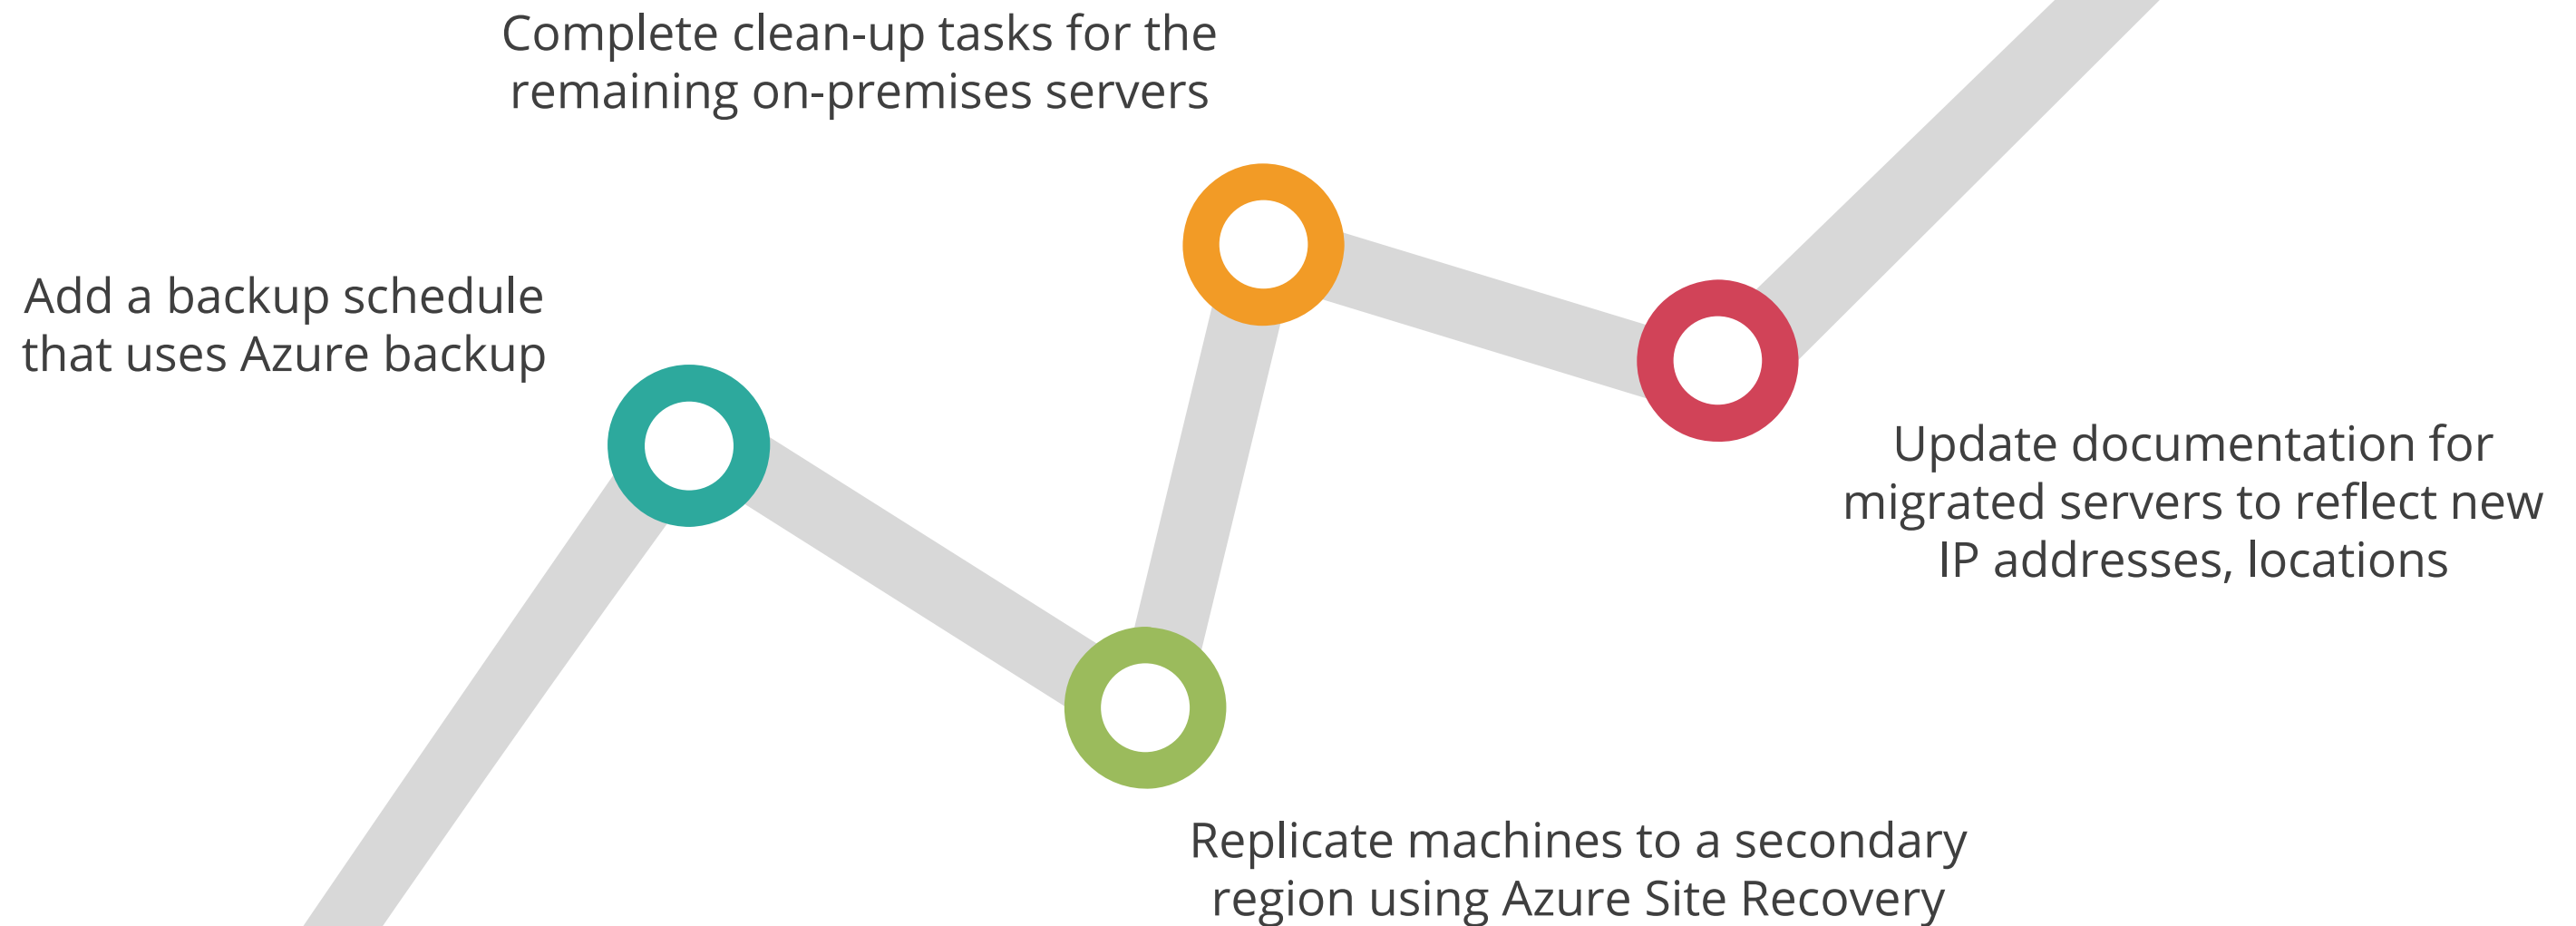 Complete clean-up tasks for the
remaining on-premises servers
Add a backup schedule
that uses Azure backup
Update documentation for
migrated servers to reflect new
IP addresses, locations
Replicate machines to a secondary
region using Azure Site Recovery